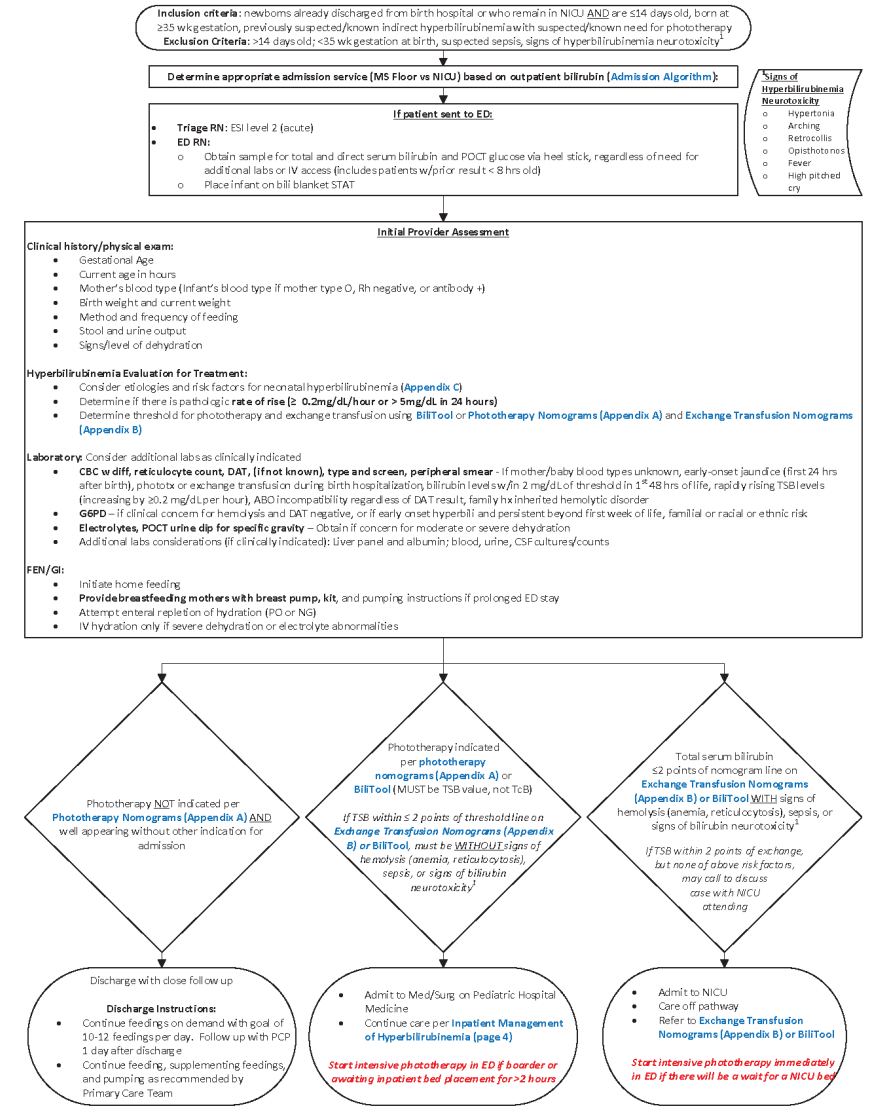 Inclusion criteria: newborns already discharged from birth hospital or who remain in NICU AND are ≤14 days old, born at
≥35 wk gestation, previously suspected/known indirect hyperbilirubinemia with suspected/known need for phototherapy
Exclusion Criteria: >14 days old; <35 wk gestation at birth, suspected sepsis, signs of hyperbilirubinemia neurotoxicity1
Determine appropriate admission service (MS Floor vs NICU) based on outpatient bilirubin (Admission Algorithm):
1Signs of
Hyperbilirubinemia
Neurotoxicity
o Hypertonia
o Arching
o Retrocollis
o Opisthotonos
o Fever
o High pitched
cry
If patient sent to ED:
• Triage RN: ESI level 2 (acute)
• ED RN:
o Obtain sample for total and direct serum bilirubin and POCT glucose via heel stick, regardless of need for
additional labs or IV access (includes patients w/prior result < 8 hrs old)
o Place infant on bili blanket STAT
Initial Provider Assessment
Clinical history/physical exam:
• Gestational Age
• Current age in hours
• Mother's blood type (Infant's blood type if mother type O, Rh negative, or antibody +)
• Birth weight and current weight
• Method and frequency of feeding
• Stool and urine output
• Signs/level of dehydration
Hyperbilirubinemia Evaluation for Treatment:
• Consider etiologies and risk factors for neonatal hyperbilirubinemia (Appendix C)
• Determine if there is pathologic rate of rise (≥ 0.2mg/dL/hour or > 5mg/dL in 24 hours)
• Determine threshold for phototherapy and exchange transfusion using BiliTool or Phototherapy Nomograms (Appendix A) and Exchange Transfusion Nomograms
(Appendix B)
Laboratory: Consider additional labs as clinically indicated
• CBC w diff, reticulocyte count, DAT, (if not known), type and screen, peripheral smear - If mother/baby blood types unknown, early-onset jaundice (first 24 hrs
after birth), phototx or exchange transfusion during birth hospitalization, bilirubin levels w/in 2 mg/dL of threshold in 1st 48 hrs of life, rapidly rising TSB levels
(increasing by ≥0.2 mg/dL per hour), ABO incompatibility regardless of DAT result, family hx inherited hemolytic disorder
• G6PD – if clinical concern for hemolysis and DAT negative, or if early onset hyperbili and persistent beyond first week of life, familial or racial or ethnic risk
• Electrolytes, POCT urine dip for specific gravity – Obtain if concern for moderate or severe dehydration
• Additional labs considerations (if clinically indicated): Liver panel and albumin; blood, urine, CSF cultures/counts
FEN/GI:
• Initiate home feeding
• Provide breastfeeding mothers with breast pump, kit, and pumping instructions if prolonged ED stay
• Attempt enteral repletion of hydration (PO or NG)
• IV hydration only if severe dehydration or electrolyte abnormalities
Phototherapy NOT indicated per
Phototherapy Nomograms (Appendix A) AND
well appearing without other indication for
admission
Phototherapy indicated
per phototherapy
nomograms (Appendix A) or
BiliTool (MUST be TSB value, not TcB)
If TSB within ≤ 2 points of threshold line on
Exchange Transfusion Nomograms (Appendix
B) or BiliTool, must be WITHOUT signs of
hemolysis (anemia, reticulocytosis),
sepsis, or signs of bilirubin
neurotoxicity1
Total serum bilirubin
≤2 points of nomogram line on
Exchange Transfusion Nomograms
(Appendix B) or BiliTool WITH signs of
hemolysis (anemia, reticulocytosis), sepsis, or
signs of bilirubin neurotoxicity1
If TSB within 2 points of exchange,
but none of above risk factors,
may call to discuss
case with NICU
attending
Discharge with close follow up
Discharge Instructions:
• Continue feedings on demand with goal of
10-12 feedings per day. Follow up with PCP
1 day after discharge
• Continue feeding, supplementing feedings,
and pumping as recommended by
Primary Care Team
• Admit to Med/Surg on Pediatric Hospital
Medicine
• Continue care per Inpatient Management
of Hyperbilirubinemia (page 4)
Start intensive phototherapy in ED if boarder or
awaiting inpatient bed placement for >2 hours
• Admit to NICU
• Care off pathway
• Refer to Exchange Transfusion
Nomograms (Appendix B) or BiliTool
Start intensive phototherapy immediately
in ED if there will be a wait for a NICU bed